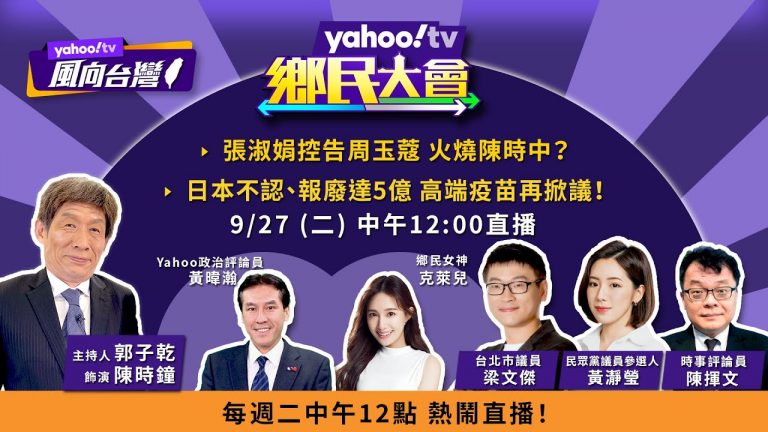 yahoo!tv
風向台灣
yahoo!tv
鄉民大會
張淑娟控告周玉蔻 火燒陳時中?
日本不認、報廢達5億 高端疫苗再掀議!
9/27 (二) 中午12:00直播
主持人 郭子乾
飾演 陳時鐘
Yahoo政治評論員
黃暐瀚
鄉民女神
克萊兒
台北市議員
梁文傑
民眾黨議員參選人
黃瀞瑩
時事評論員
陳揮文
每週二中午12點 熱鬧直播!